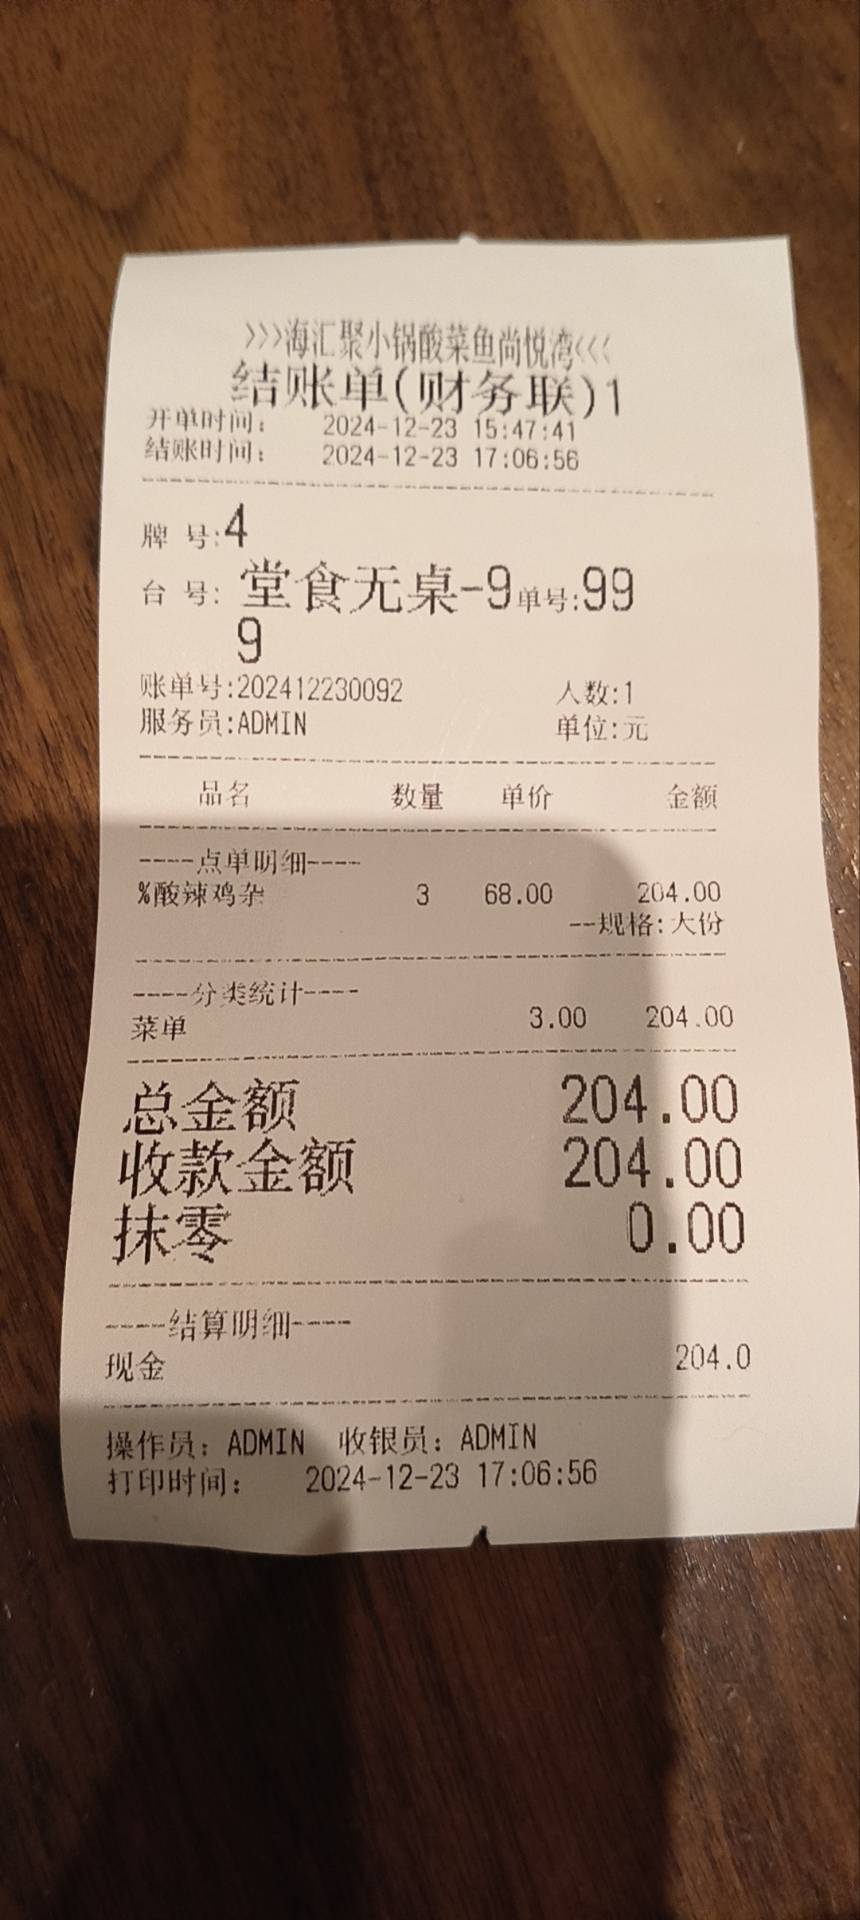 >>>海汇聚小锅酸菜鱼尚悦湾<<<
结账单(财务联)1
开单时间: 2024-12-23 15:47:41
结账时间: 2024-12-23 17:06:56
牌 号:4
台 号: 堂食无桌-9 单号:99
9
账单号:202412230092 人数:1
服务员:ADMIN 单位:元
品名 数量 单价 金额
----点单明细----
%酸辣鸡杂 3 68.00 204.00
--规格:大份
----分类统计----
菜单 3.00 204.00
总金额 204.00
收款金额 204.00
抹零 0.00
----结算明细----
现金 204.0
操作员: ADMIN 收银员: ADMIN
打印时间: 2024-12-23 17:06:56